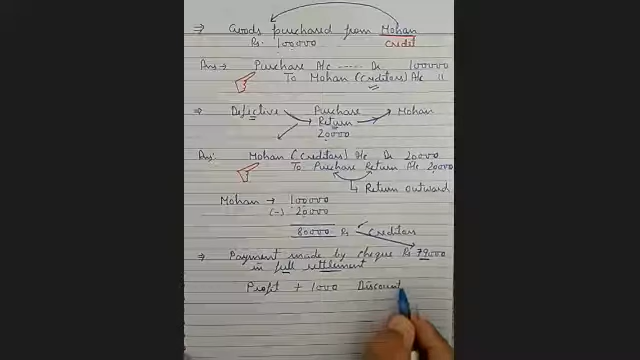 ⇒ Goods purchased from Mohan
Rs. 100000 credit
Ans → Purchase A/c ..... Dr 100000
To Mohan (creditors) A/c "
⇒ Defective Purchase Return → Mohan
20000
Ans: Mohan (creditors) A/c Dr 20000
To Purchase Return A/c 20000
↳ Return outward
Mohan → 100000
(-) 20000
80000 Rs creditors
⇒ Payment made by cheque Rs 79000
in full settlement
Profit + 1000 Discount